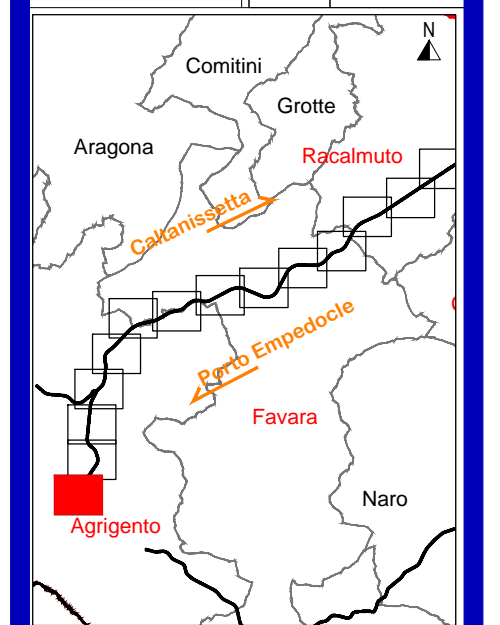 N
Comitini
Grotte
Aragona
Racalmuto
Caltanissetta
Porto Empedocle
Favara
Naro
Agrigento